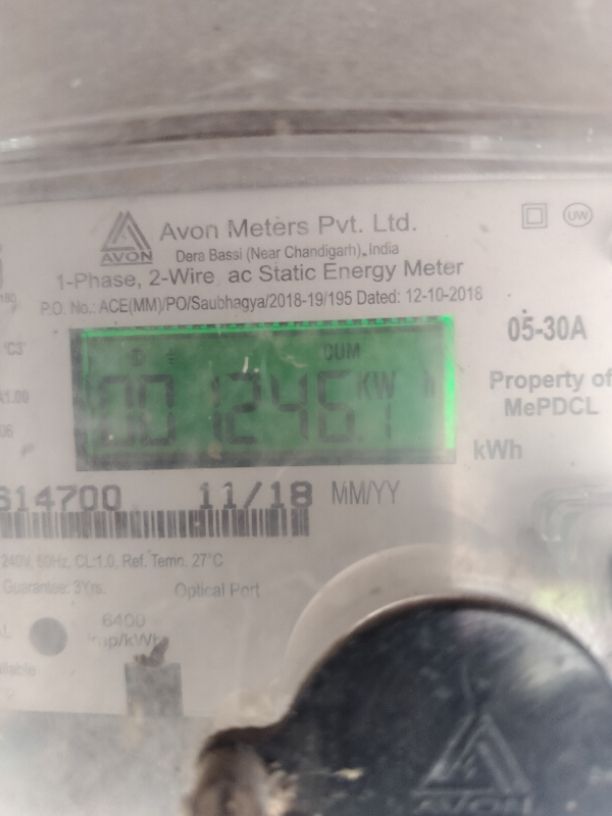 Avon Meters Pvt. Ltd.
UW
AVON
Dera Bassi (Near Chandigarh), India
1-Phase, 2-Wire ac Static Energy Meter
P.O. No.: ACE(MM)/PO/Saubhagya/2018-19/195 Dated: 12-10-2018
05-30A
CUM
001246.1 KW
Property of
MePDCL
kWh
614700 11/18 MM/YY
240V, 50Hz, CL:1.0, Ref. Temp. 27°C
Guarantee: 3Yrs. Optical Port
6400
imp/kWh
AVON